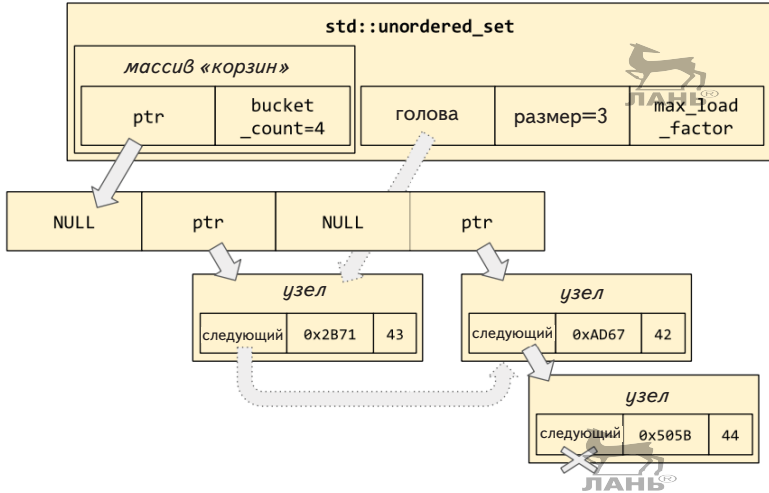 std::unordered_set
массив «корзин»
ptr
bucket
_count=4
голова
размер=3
max_load
_factor
ЛАНЬ®
NULL
ptr
NULL
ptr
узел
следующий
0x2B71
43
узел
следующий
0xAD67
42
узел
следующий
0x505B
44
ЛАНЬ®